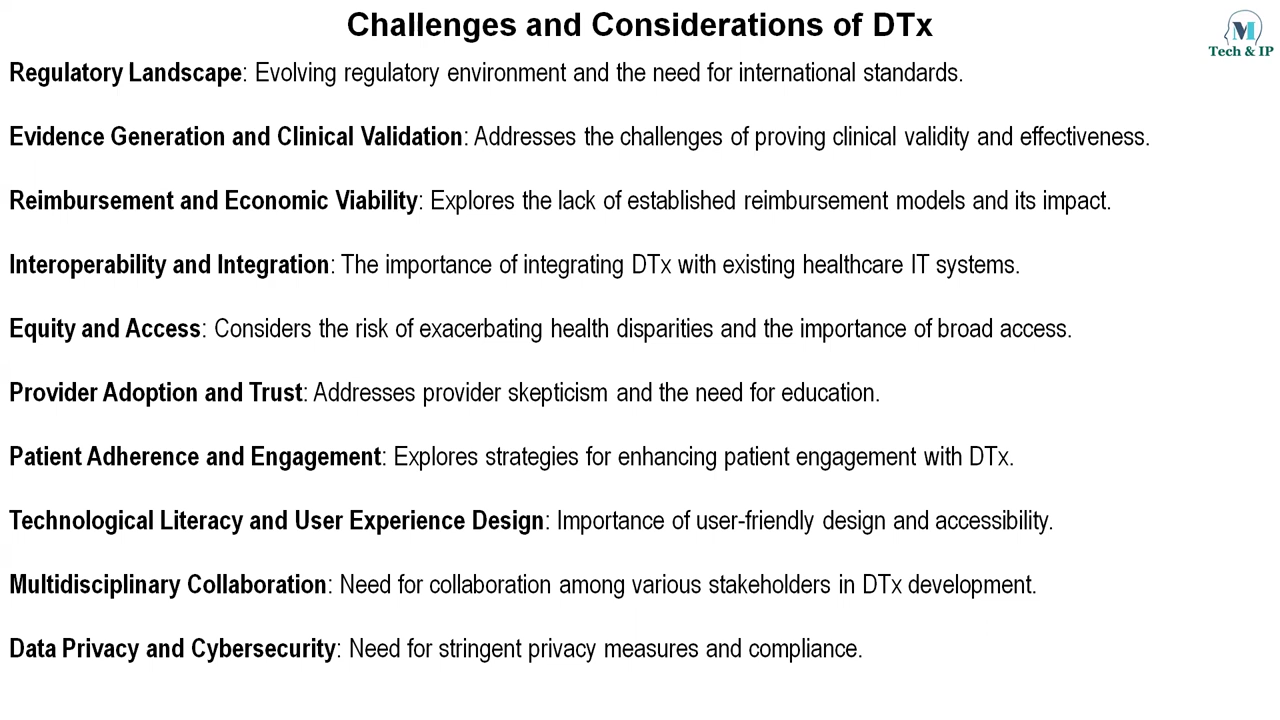 Challenges and Considerations of DTx
M
Tech & IP
Regulatory Landscape: Evolving regulatory environment and the need for international standards.
Evidence Generation and Clinical Validation: Addresses the challenges of proving clinical validity and effectiveness.
Reimbursement and Economic Viability: Explores the lack of established reimbursement models and its impact.
Interoperability and Integration: The importance of integrating DTx with existing healthcare IT systems.
Equity and Access: Considers the risk of exacerbating health disparities and the importance of broad access.
Provider Adoption and Trust: Addresses provider skepticism and the need for education.
Patient Adherence and Engagement: Explores strategies for enhancing patient engagement with DTx.
Technological Literacy and User Experience Design: Importance of user-friendly design and accessibility.
Multidisciplinary Collaboration: Need for collaboration among various stakeholders in DTx development.
Data Privacy and Cybersecurity: Need for stringent privacy measures and compliance.